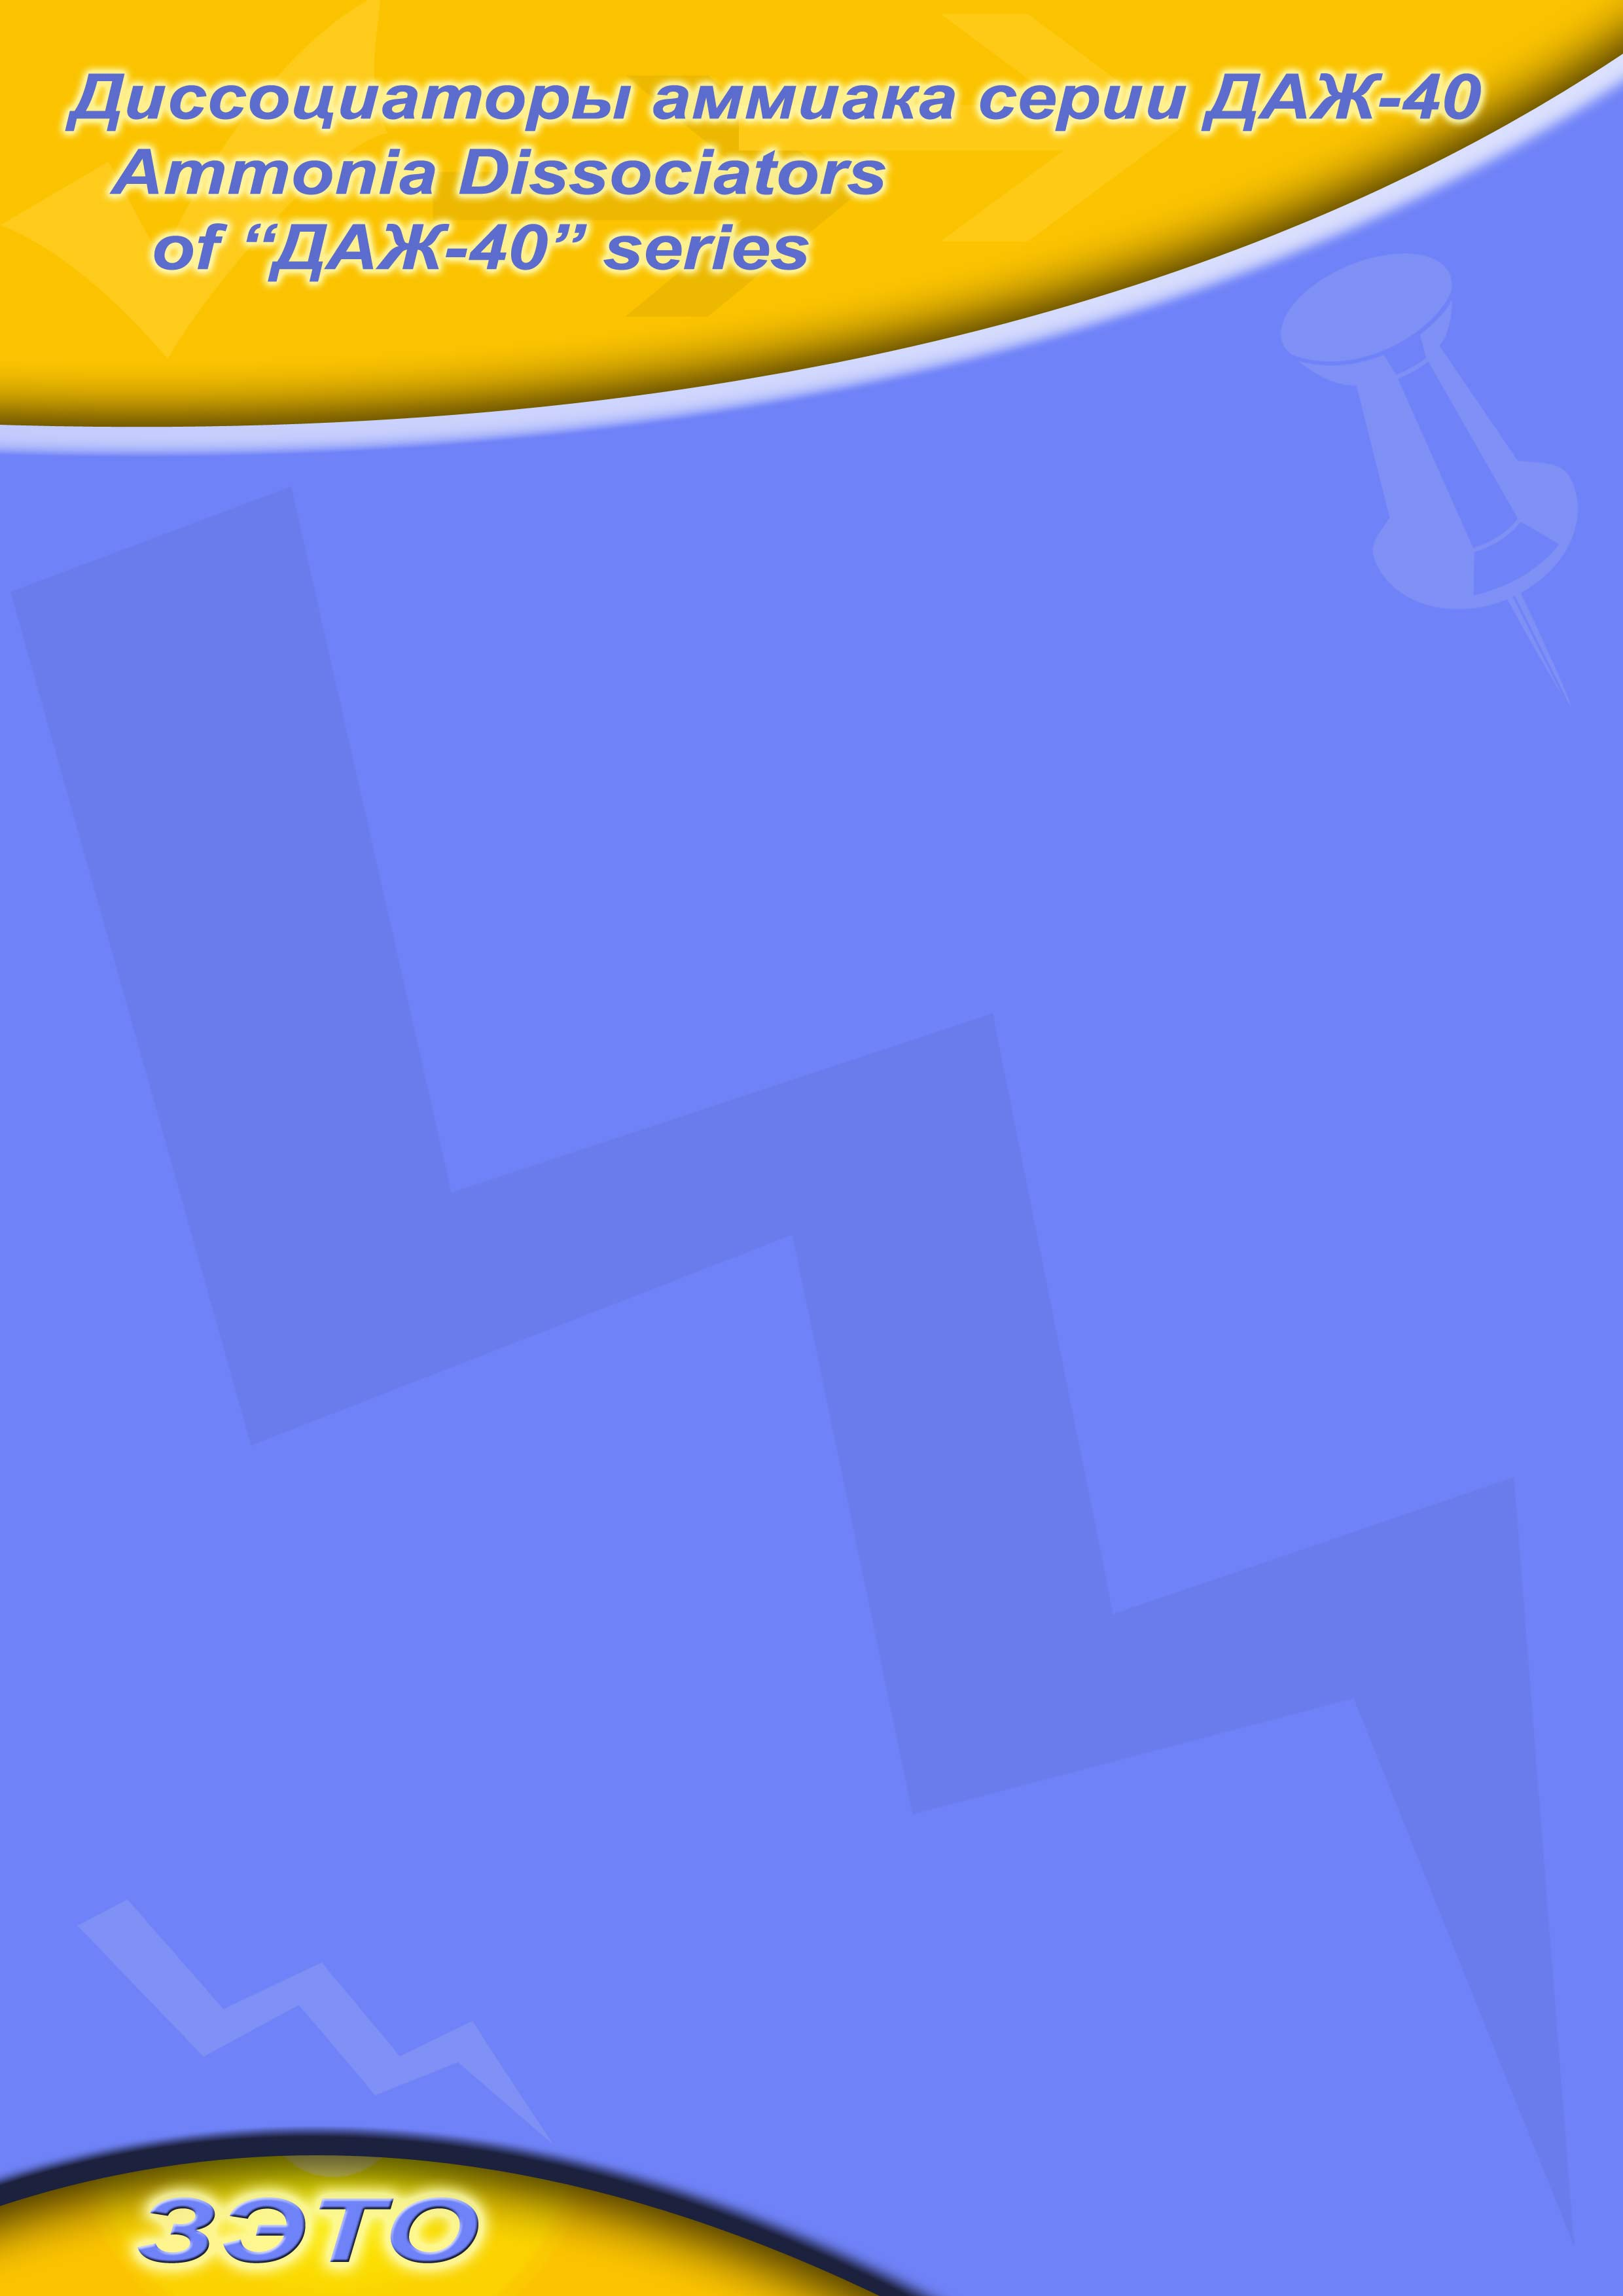 Диссоциаторы аммиака серии ДАЖ-40
Ammonia Dissociators
of “ДАЖ-40” series
ЗЭТО